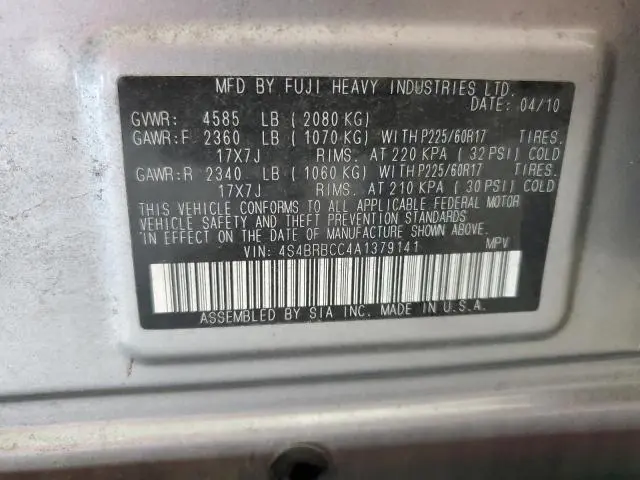 MFD BY FUJI HEAVY INDUSTRIES LTD.
DATE: 04/10
GVWR: 4585 LB ( 2080 KG)
GAWR:F 2360 LB ( 1070 KG) WITH P225/60R17 TIRES.
17X7J RIMS. AT 220 KPA ( 32 PSI) COLD
GAWR:R 2340 LB ( 1060 KG) WITH P225/60R17 TIRES.
17X7J RIMS. AT 210 KPA ( 30 PSI) COLD
THIS VEHICLE CONFORMS TO ALL APPLICABLE FEDERAL MOTOR
VEHICLE SAFETY AND THEFT PREVENTION STANDARDS
IN EFFECT ON THE DATE OF MANUFACTURE SHOWN ABOVE.
VIN: 4S4BRBCC4A1379141 MPV
ASSEMBLED BY SIA INC. MADE IN U.S.A.